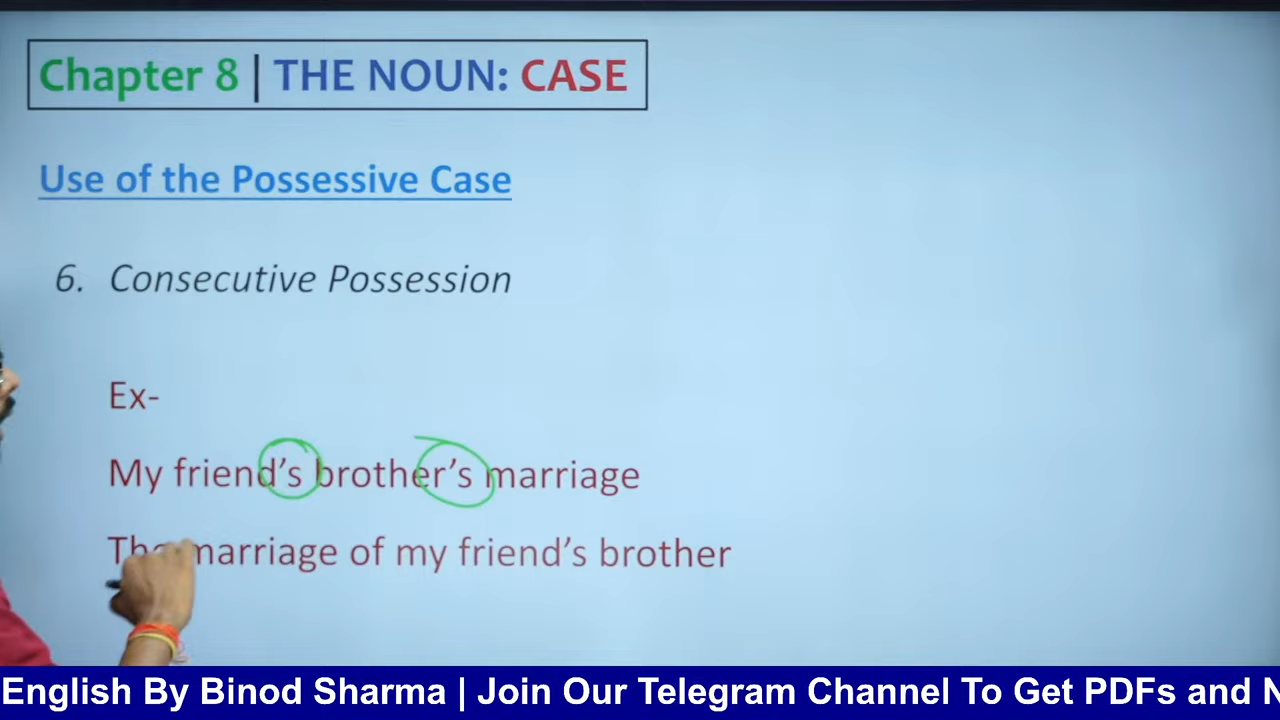 Chapter 8 | THE NOUN: CASE
Use of the Possessive Case
6. Consecutive Possession
Ex-
My friend’s brother’s marriage
The marriage of my friend’s brother
English By Binod Sharma | Join Our Telegram Channel To Get PDFs and N